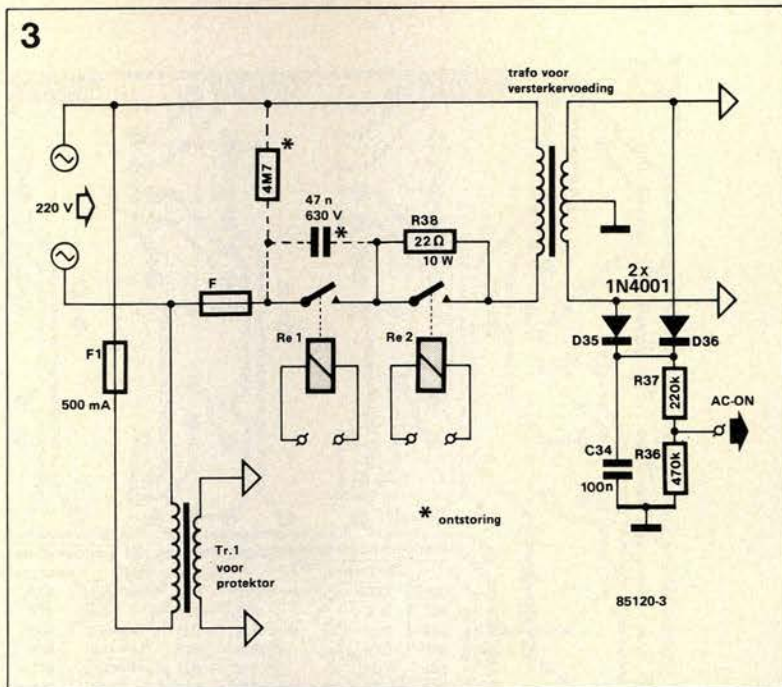 3
trafo voor
versterkervoeding
*
4M7
47 n
630 V
*
R38
22Ω
10 W
220 V
F
2x
1N4001
D35
D36
F1
500 mA
Re 1
Re 2
R37
220k
AC-ON
C34
100n
R36
470k
* ontstoring
Tr.1
voor
protektor
85120-3